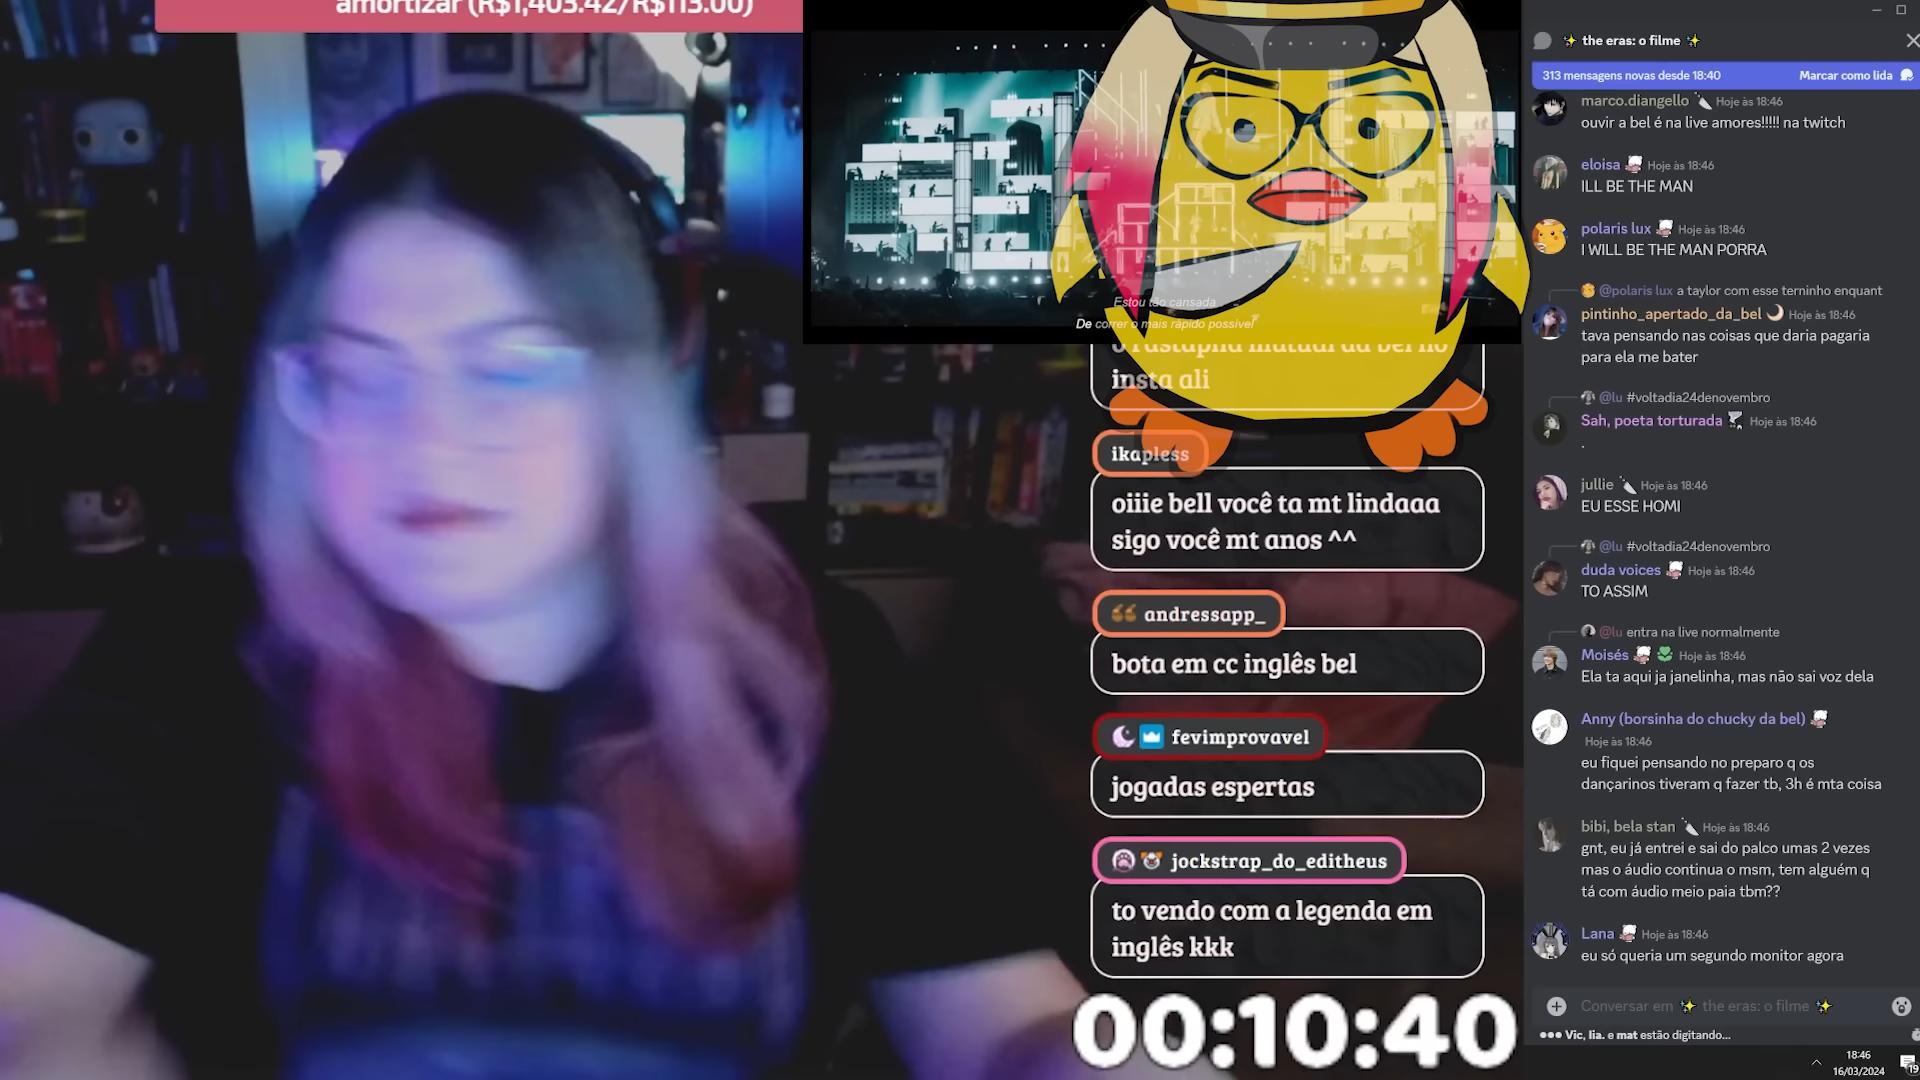 amortizar (R$1,403.42/R$113.00)
Estou tão cansada
De correr o mais rápido possível
insta ali
ikapless
oiiie bell você ta mt lindaaa
sigo você mt anos ^^
andressapp_
bota em cc inglês bel
fevimprovavel
jogadas espertas
jockstrap_do_editheus
to vendo com a legenda em
inglês kkk
00:10:40
✨ the eras: o filme ✨
313 mensagens novas desde 18:40 Marcar como lida
marco.diangello Hoje às 18:46
ouvir a bel é na live amores!!!!! na twitch
eloisa Hoje às 18:46
ILL BE THE MAN
polaris lux Hoje às 18:46
I WILL BE THE MAN PORRA
@polaris lux a taylor com esse terninho enquant
pintinho_apertado_da_bel Hoje às 18:46
tava pensando nas coisas que daria pagaria
para ela me bater
@lu #voltadia24denovembro
Sah, poeta torturada Hoje às 18:46
.
jullie Hoje às 18:46
EU ESSE HOMI
@lu #voltadia24denovembro
duda voices Hoje às 18:46
TO ASSIM
@lu entra na live normalmente
Moisés Hoje às 18:46
Ela ta aqui ja janelinha, mas não sai voz dela
Anny (borsinha do chucky da bel)
Hoje às 18:46
eu fiquei pensando no preparo q os
dançarinos tiveram q fazer tb, 3h é mta coisa
bibi, bela stan Hoje às 18:46
gnt, eu já entrei e sai do palco umas 2 vezes
mas o áudio continua o msm, tem alguém q
tá com áudio meio paia tbm??
Lana Hoje às 18:46
eu só queria um segundo monitor agora
Conversar em ✨ the eras: o filme ✨
Vic, lia. e mat estão digitando...
18:46
16/03/2024
19